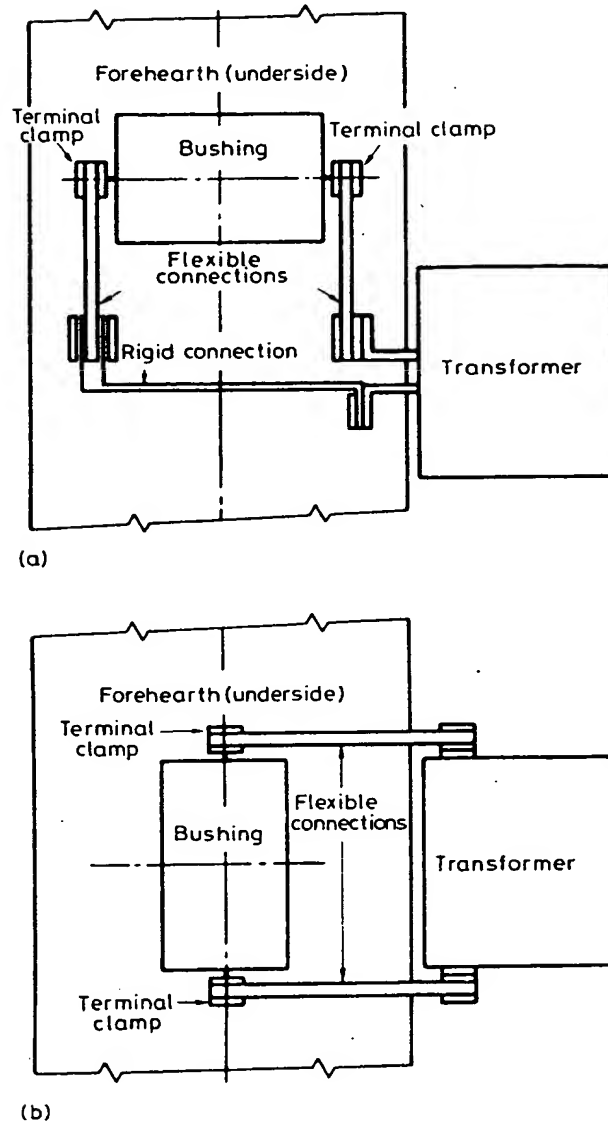 Forehearth (underside)
Terminal
clamp
Bushing
Terminal clamp
Flexible
connections
Rigid connection
Transformer
(a)
Forehearth (underside)
Terminal
clamp
Flexible
connections
Bushing
Transformer
Terminal
clamp
(b)